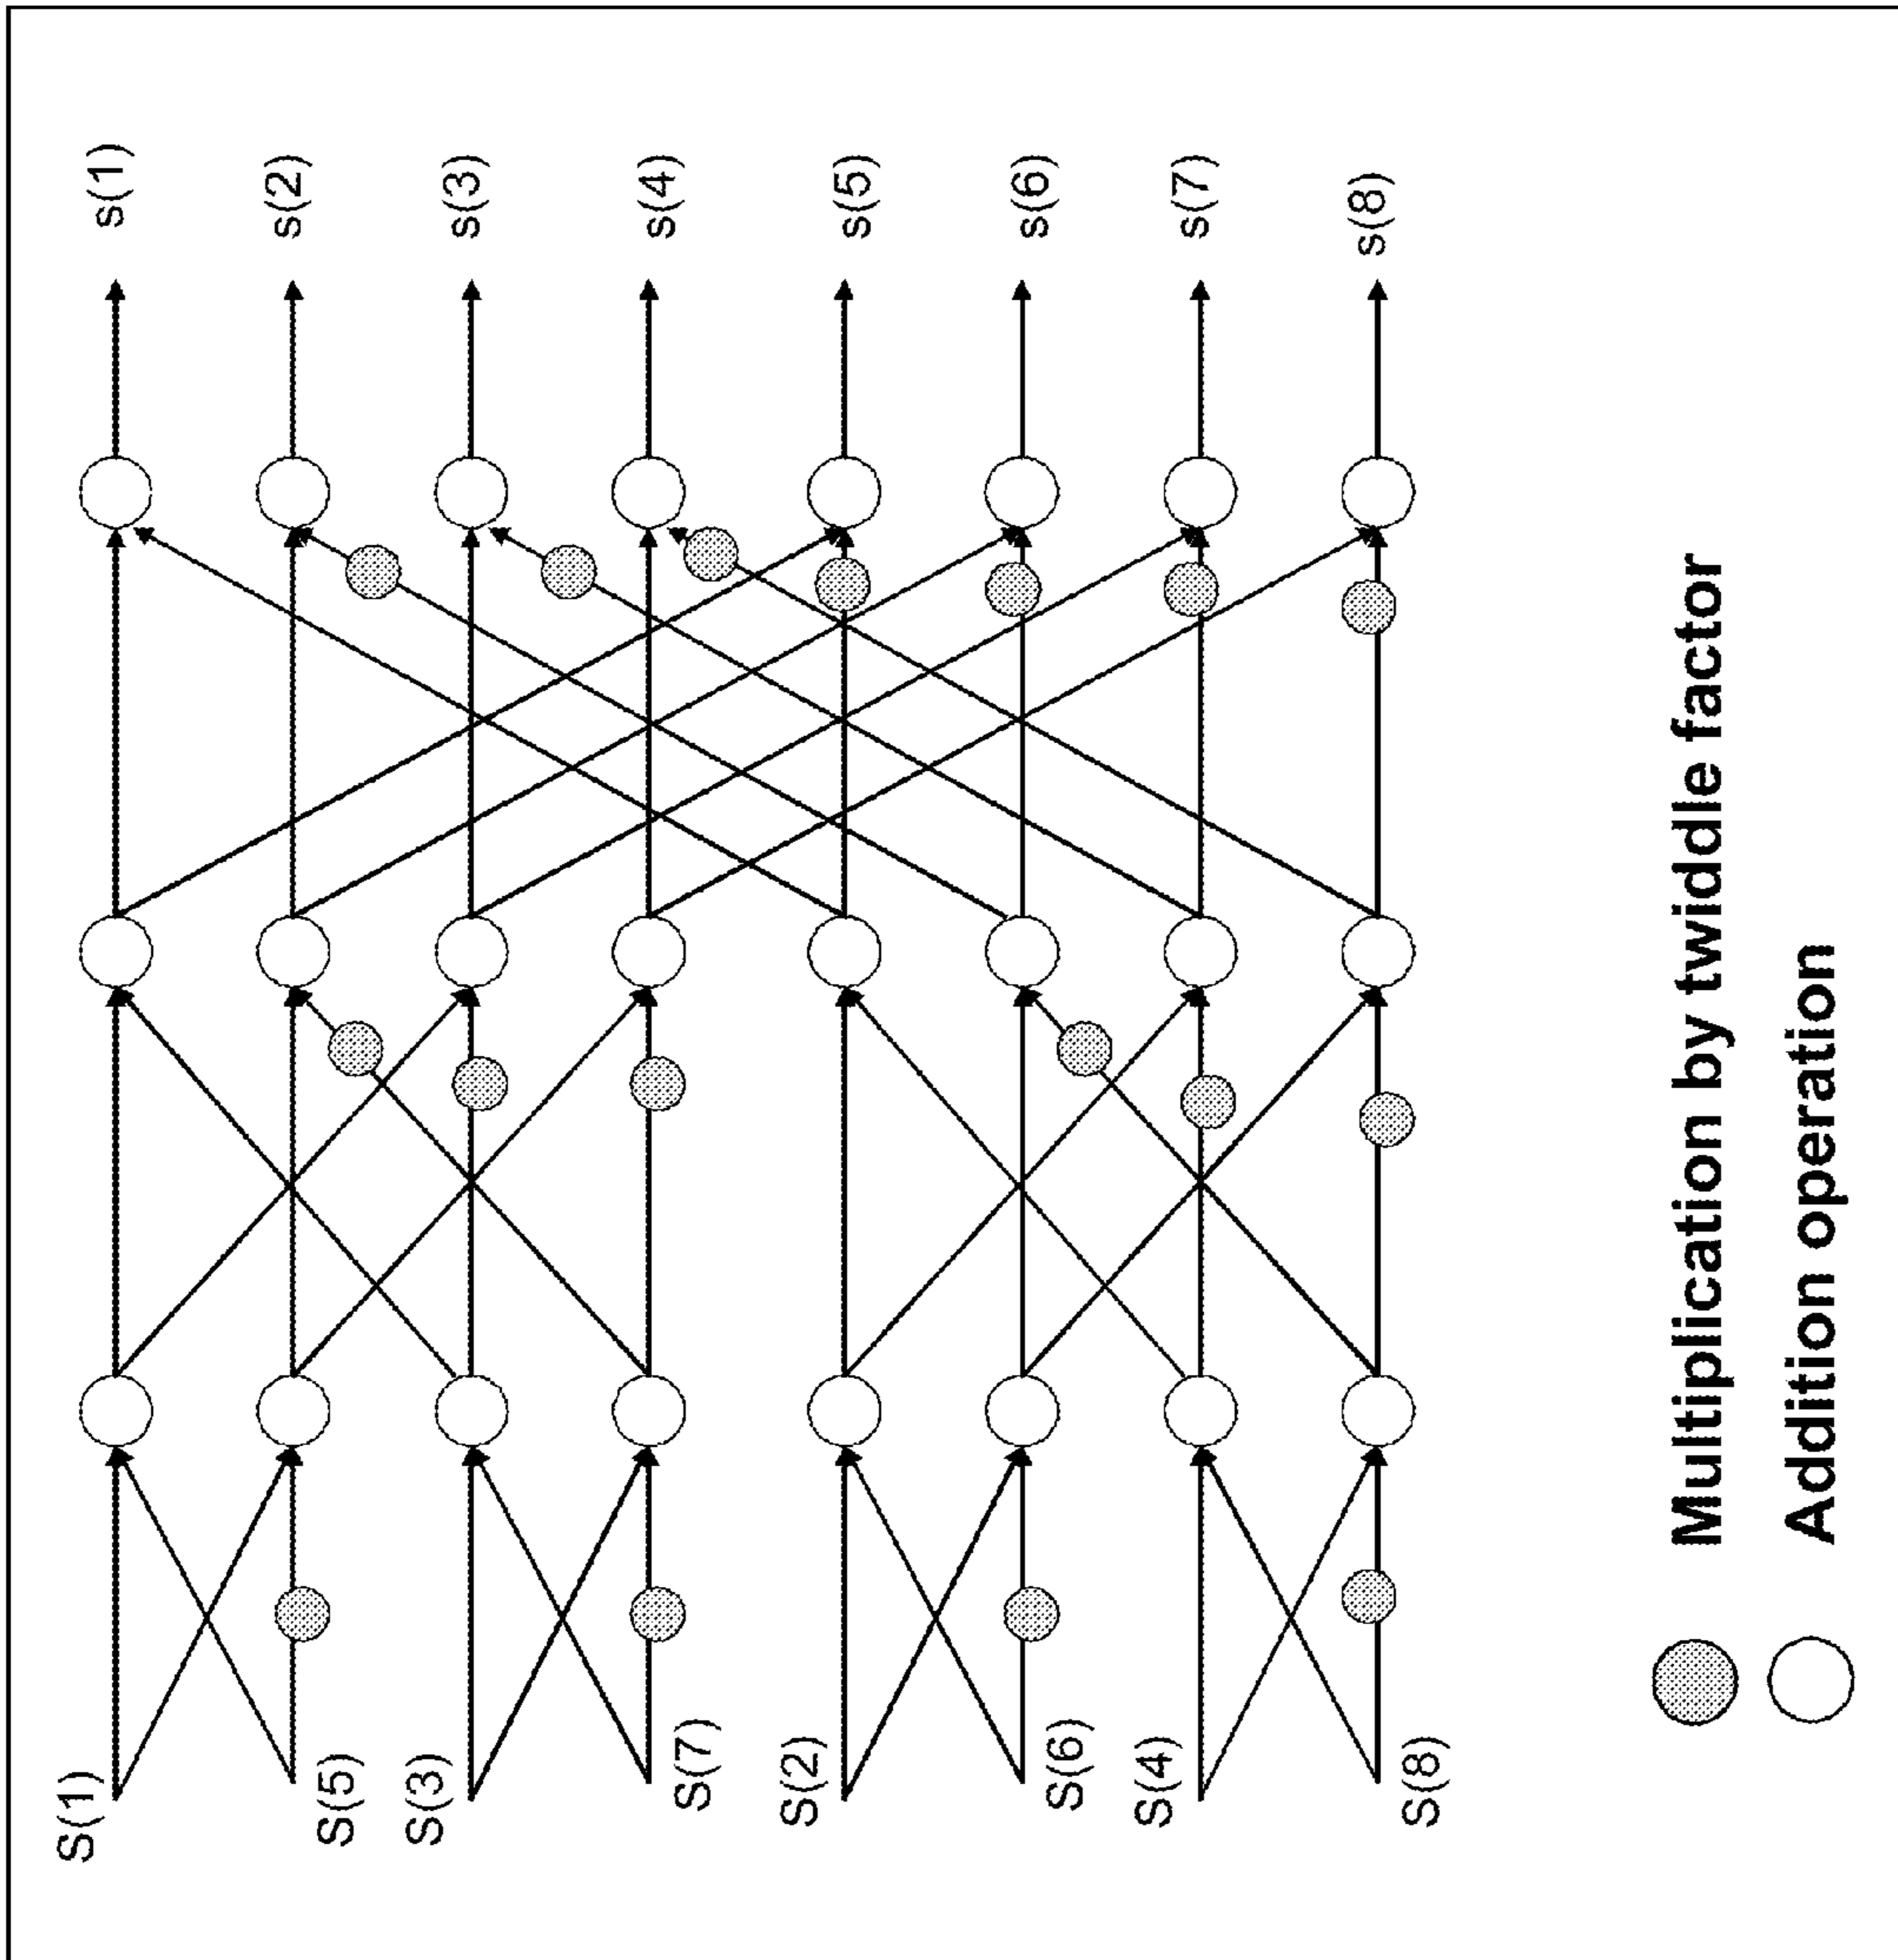 S(1)
S(5)
S(3)
S(7)
S(2)
S(6)
S(4)
S(8)
s(1)
s(2)
s(3)
s(4)
s(5)
s(6)
s(7)
s(8)
Multiplication by twiddle factor
Addition operation